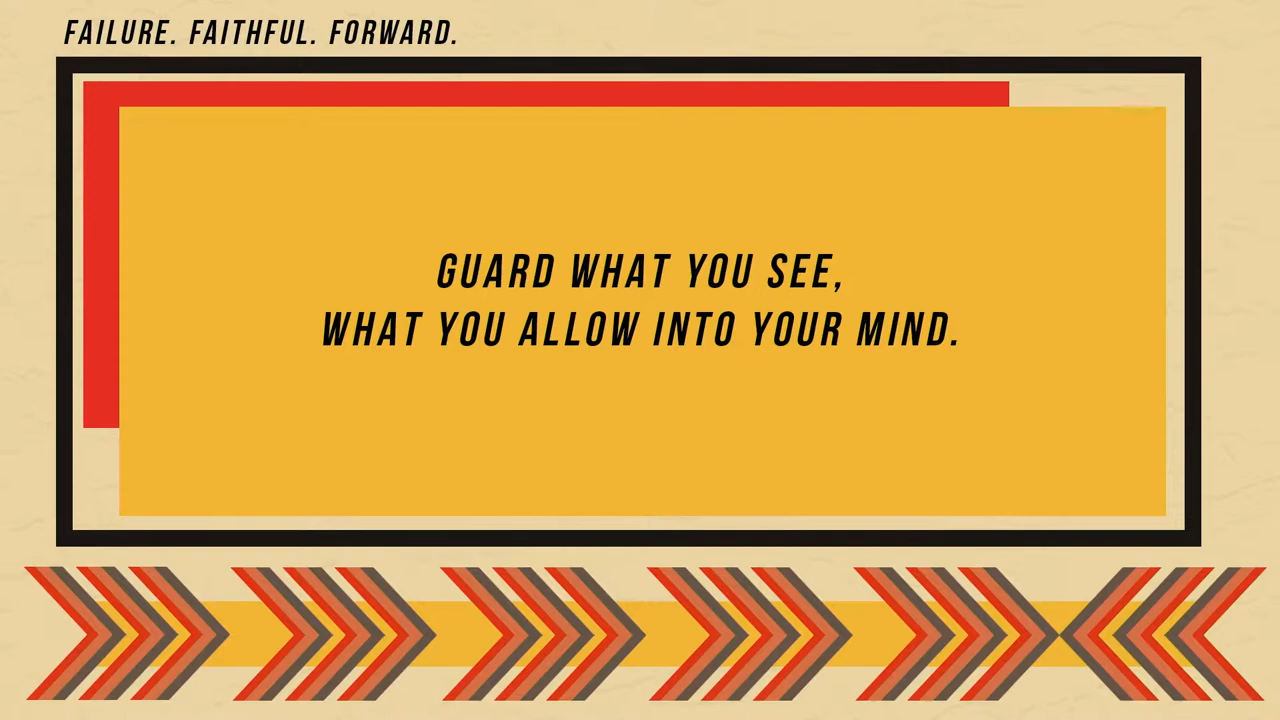 FAILURE. FAITHFUL. FORWARD.
GUARD WHAT YOU SEE,
WHAT YOU ALLOW INTO YOUR MIND.